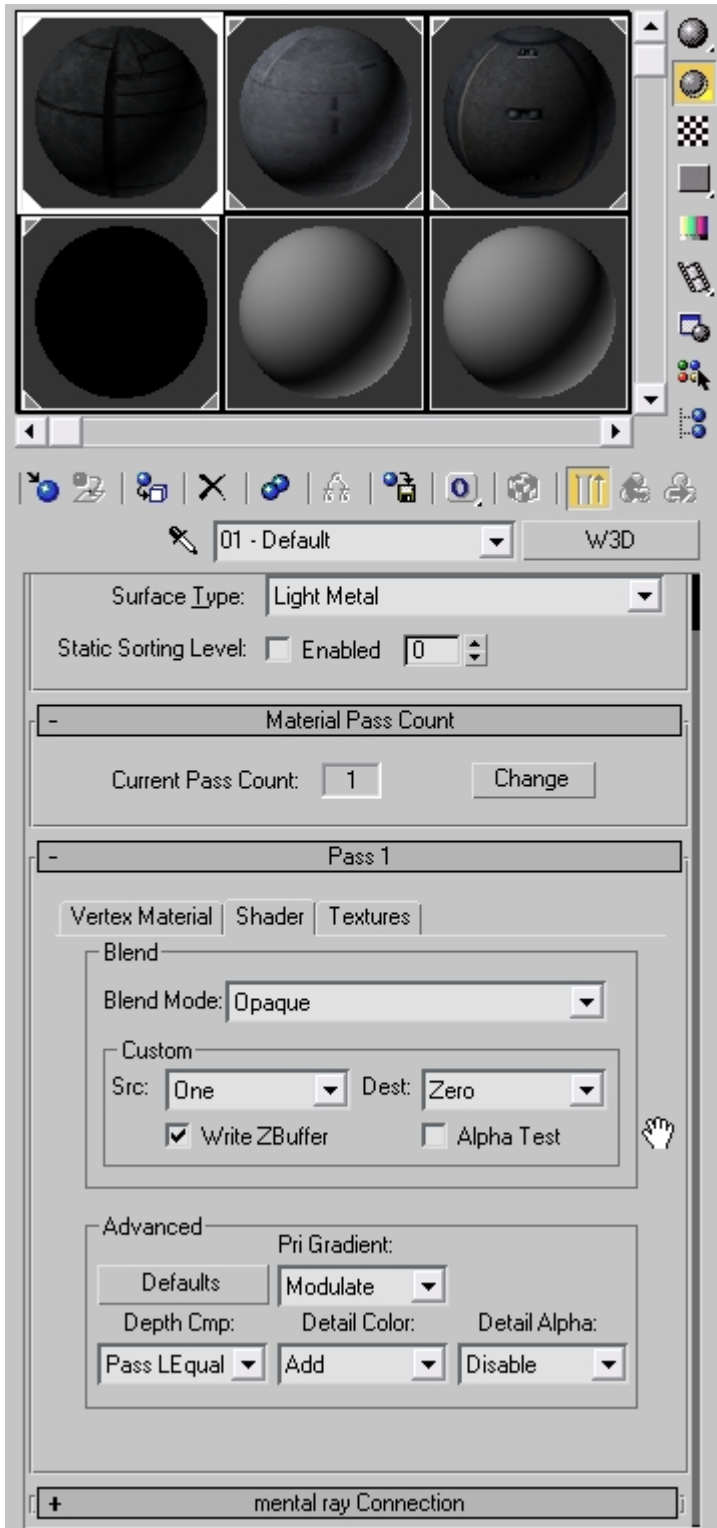 01 - Default W3D
Surface Type: Light Metal
Static Sorting Level: Enabled 0
- Material Pass Count
Current Pass Count: 1 Change
- Pass 1
Vertex Material Shader Textures
Blend
Blend Mode: Opaque
Custom
Src: One Dest: Zero
Write ZBuffer Alpha Test
Advanced
Pri Gradient:
Defaults Modulate
Depth Cmp: Detail Color: Detail Alpha:
Pass LEqual Add Disable
+ mental ray Connection